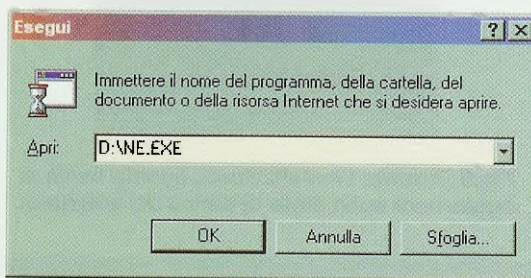 Esegui
Immettere il nome del programma, della cartella, del
documento o della risorsa Internet che si desidera aprire.
Apri: D:\NE.EXE
OK Annulla Sfoglia...